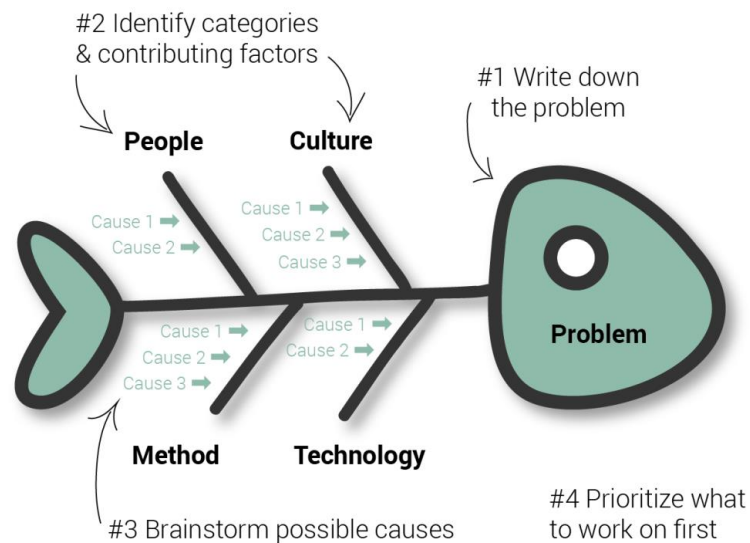 #2 Identify categories
& contributing factors
#1 Write down
the problem
People
Culture
Cause 1
Cause 2
Cause 1
Cause 2
Cause 3
Problem
Cause 1
Cause 2
Cause 3
Cause 1
Cause 2
Method
Technology
#3 Brainstorm possible causes
#4 Prioritize what
to work on first